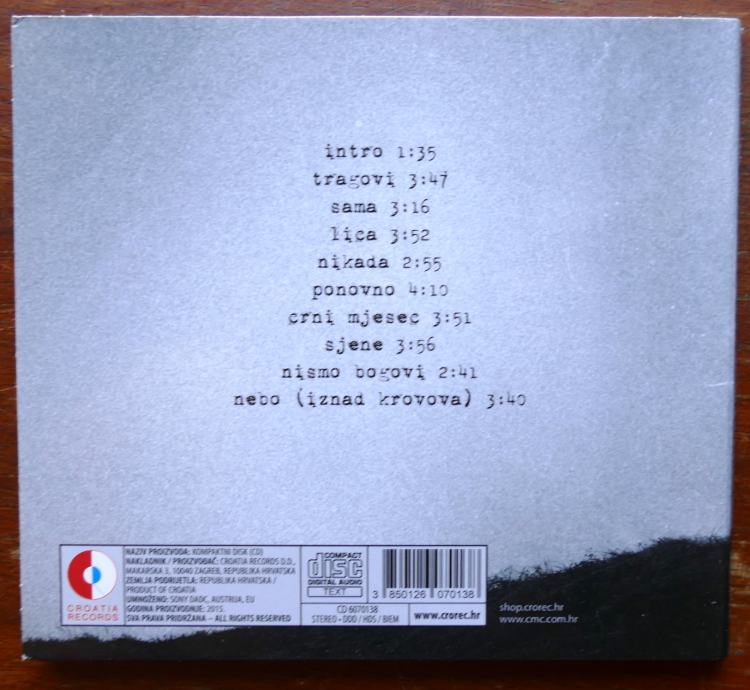 intro 1:35
tragovi 3:47
sama 3:16
lica 3:52
nikada 2:55
ponovno 4:10
crni mjesec 3:51
sjene 3:56
nismo bogovi 2:41
nebo (iznad krovova) 3:40
CROATIA
RECORDS
NAZIV PROIZVODA: KOMPAKTNI DISK (CD)
NAKLADNIK / PROIZVOĐAČ: CROATIA RECORDS D.D.,
MAKARSKA 3, 10040 ZAGREB, REPUBLIKA HRVATSKA
ZEMLJA PODRIJETLA: REPUBLIKA HRVATSKA /
PRODUCT OF CROATIA
UMNOŽENO: SONY DADC, AUSTRIJA, EU
GODINA PROIZVODNJE: 2015.
SVA PRAVA PRIDRŽANA – ALL RIGHTS RESERVED
COMPACT
disc
DIGITAL AUDIO
TEXT
CD 6070138
STEREO • DDD / HDS / BIEM
3 850126 070138
www.crorec.hr
shop.crorec.hr
www.cmc.com.hr